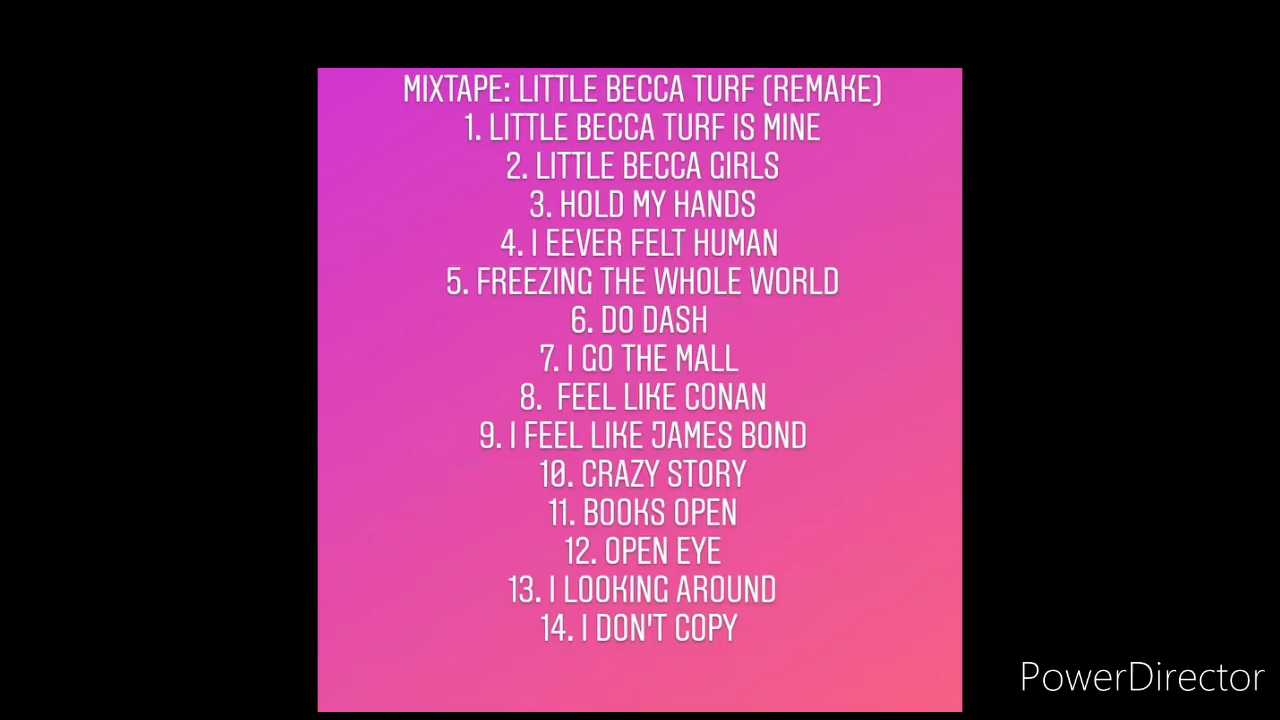 MIXTAPE: LITTLE BECCA TURF (REMAKE)
1. LITTLE BECCA TURF IS MINE
2. LITTLE BECCA GIRLS
3. HOLD MY HANDS
4. I EEVER FELT HUMAN
5. FREEZING THE WHOLE WORLD
6. DO DASH
7. I GO THE MALL
8.  FEEL LIKE CONAN
9. I FEEL LIKE JAMES BOND
10. CRAZY STORY
11. BOOKS OPEN
12. OPEN EYE
13. I LOOKING AROUND
14. I DON'T COPY
PowerDirector